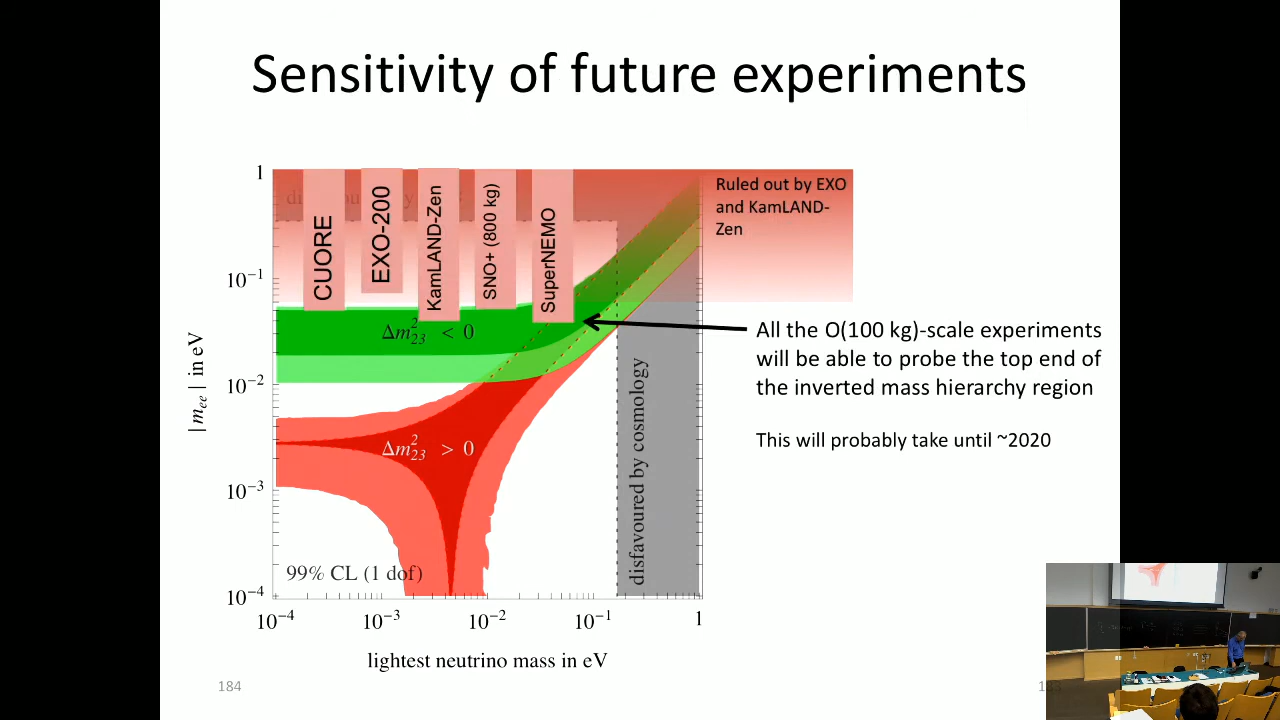 Sensitivity of future experiments
1
10⁻¹
10⁻²
10⁻³
10⁻⁴
| mₑₑ | in eV
CUORE
EXO-200
KamLAND-Zen
SNO+ (800 kg)
SuperNEMO
Ruled out by EXO
and KamLAND-
Zen
Δm²₂₃ < 0
Δm²₂₃ > 0
disfavoured by cosmology
99% CL (1 dof)
10⁻⁴ 10⁻³ 10⁻² 10⁻¹ 1
lightest neutrino mass in eV
All the O(100 kg)-scale experiments
will be able to probe the top end of
the inverted mass hierarchy region
This will probably take until ~2020
184